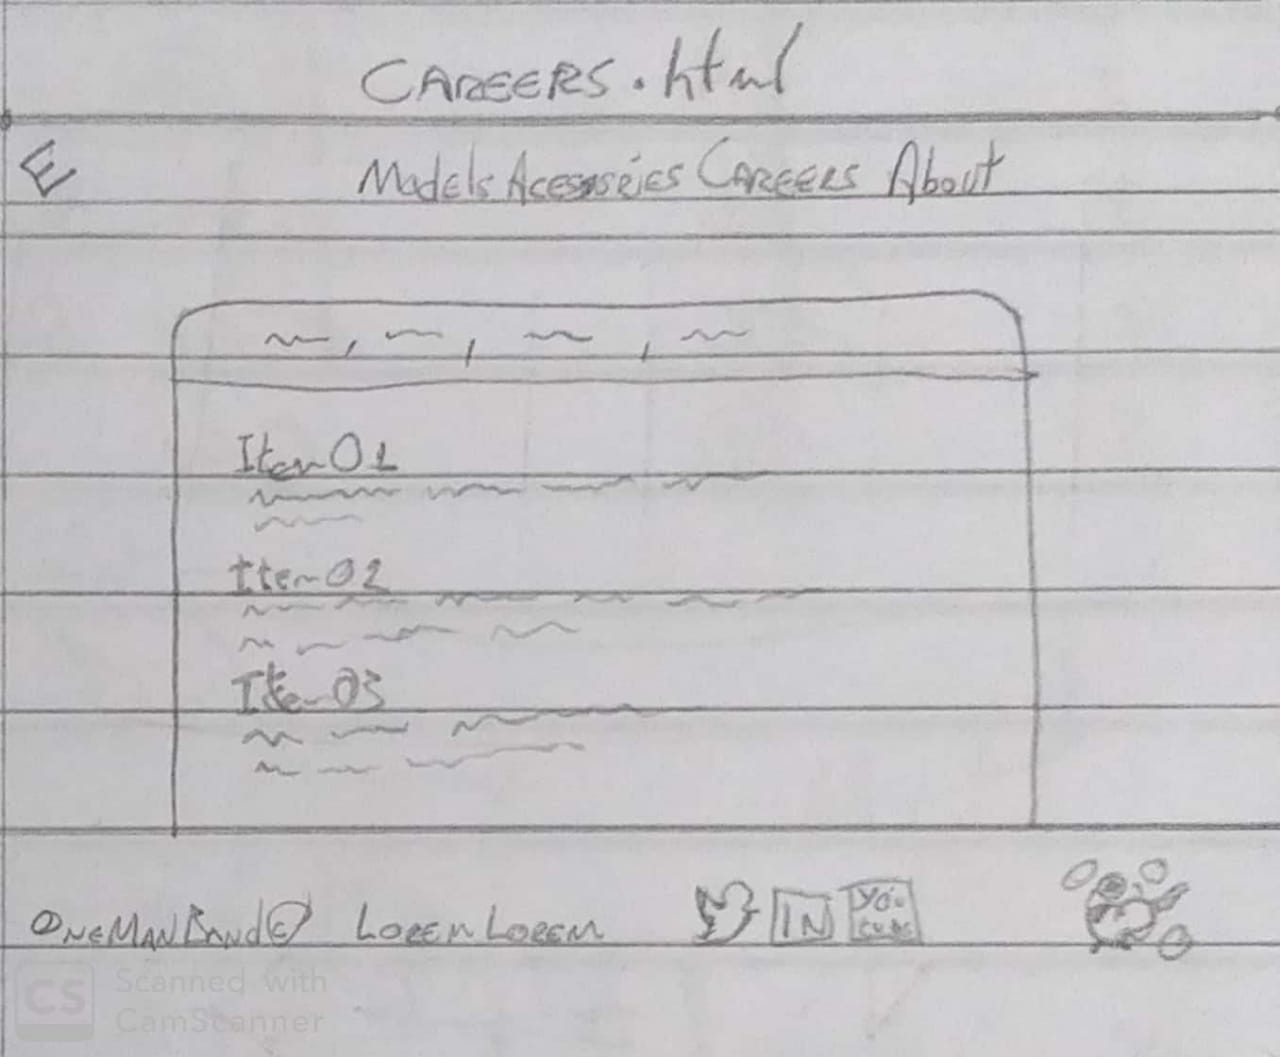 CAREERS.html
E
Models Acesssories CAREERS About
Item 01
Item 02
Item 03
ONEMANBAND© LOREM LOREM
IN
You Tube
CS
Scanned with
CamScanner